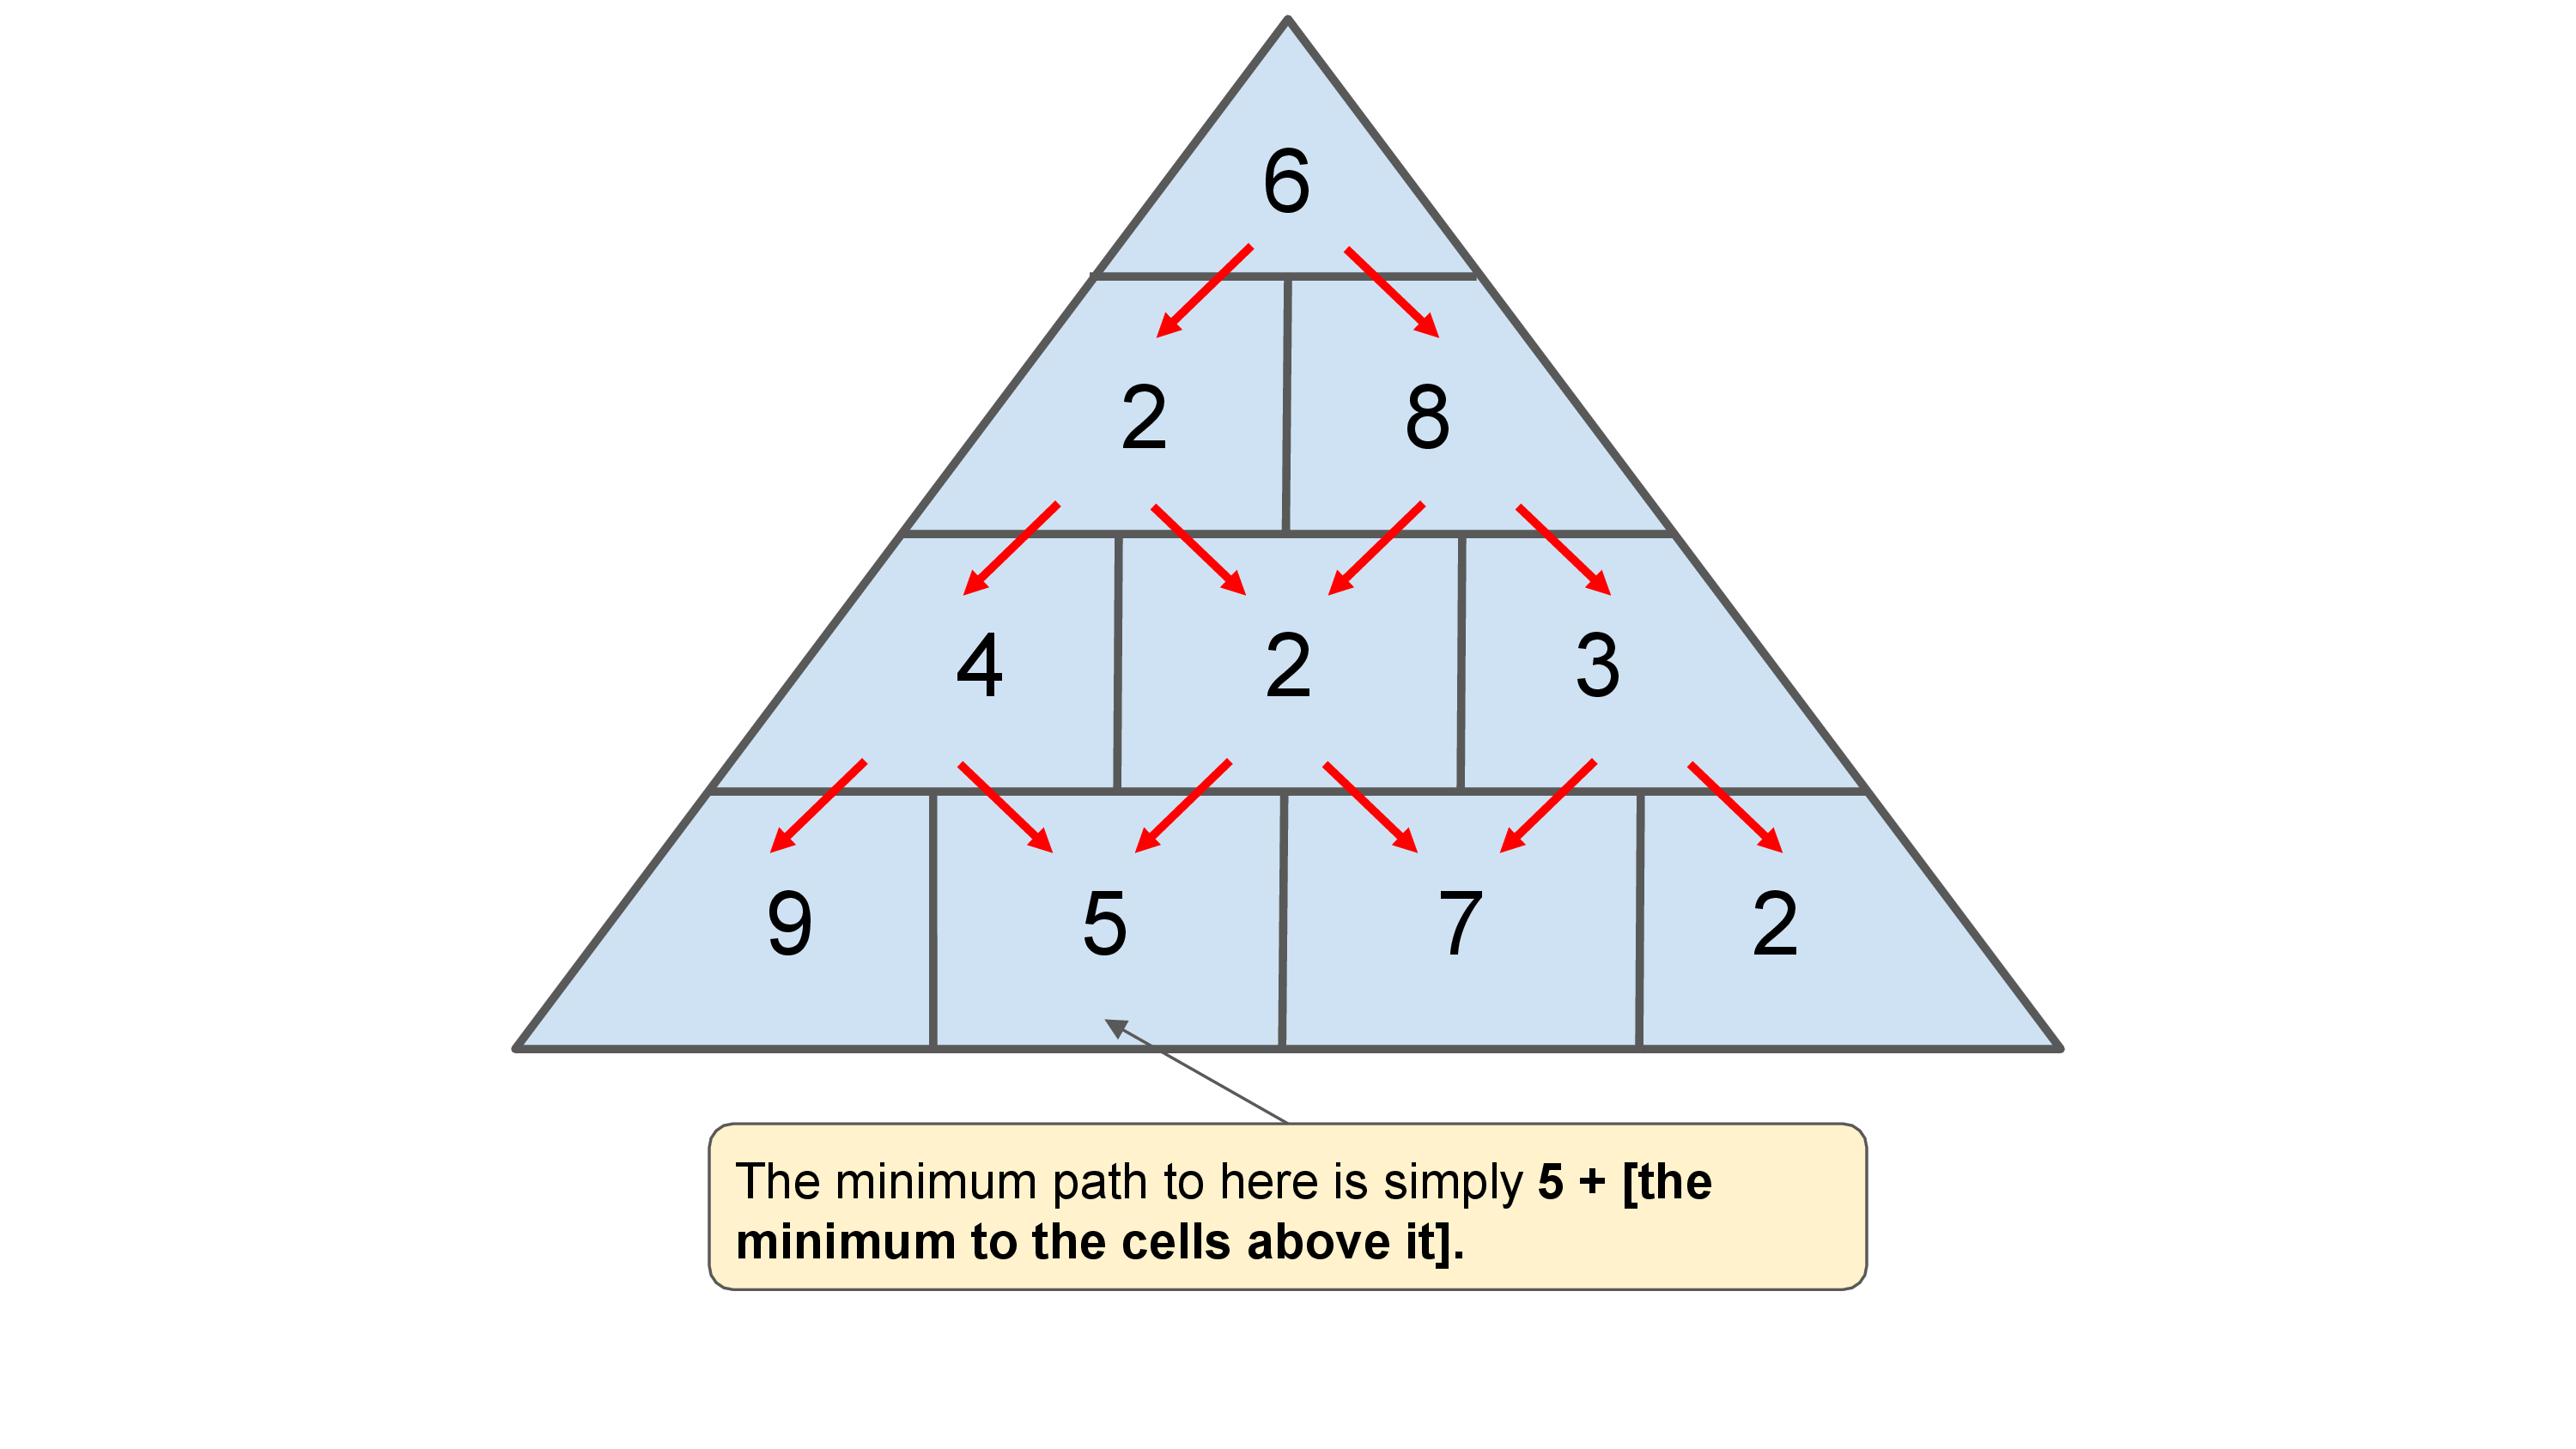 6
2 8
4 2 3
9 5 7 2
The minimum path to here is simply 5 + [the
minimum to the cells above it].